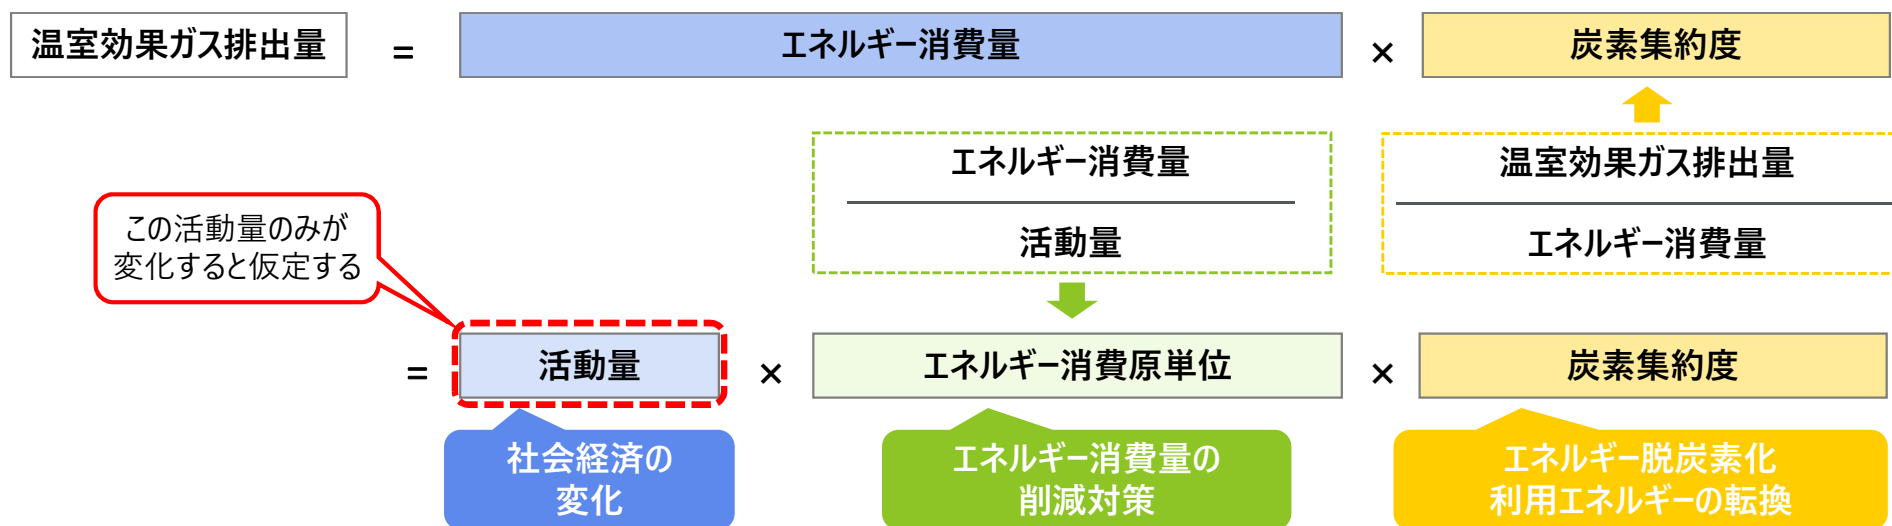 温室効果ガス排出量 = エネルギー消費量 × 炭素集約度
エネルギー消費量
活動量
温室効果ガス排出量
エネルギー消費量
この活動量のみが
変化すると仮定する
= 活動量 × エネルギー消費原単位 × 炭素集約度
社会経済の
変化
エネルギー消費量の
削減対策
エネルギー脱炭素化
利用エネルギーの転換